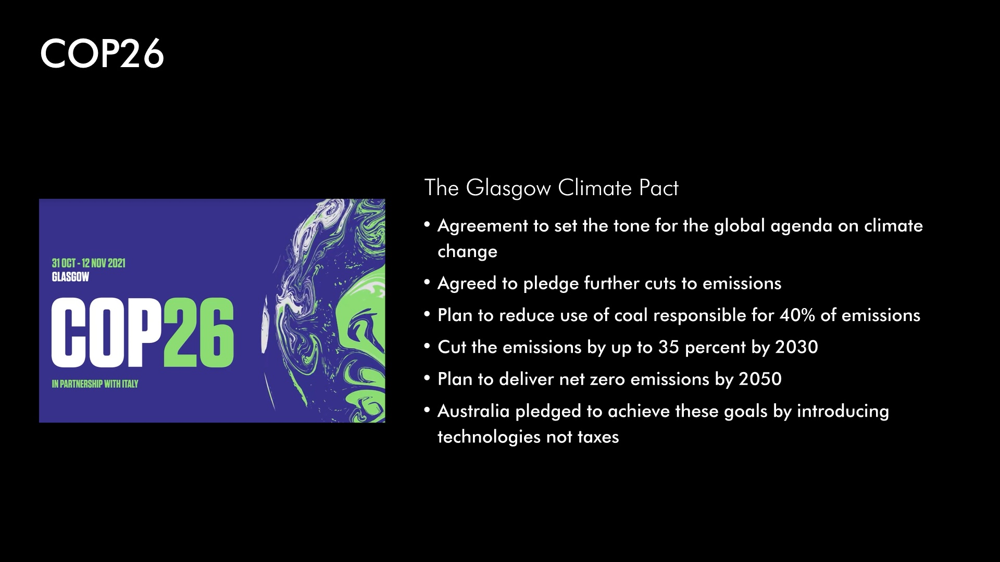 COP26
31 OCT - 12 NOV 2021
GLASGOW
COP26
IN PARTNERSHIP WITH ITALY
The Glasgow Climate Pact
• Agreement to set the tone for the global agenda on climate
change
• Agreed to pledge further cuts to emissions
• Plan to reduce use of coal responsible for 40% of emissions
• Cut the emissions by up to 35 percent by 2030
• Plan to deliver net zero emissions by 2050
• Australia pledged to achieve these goals by introducing
technologies not taxes